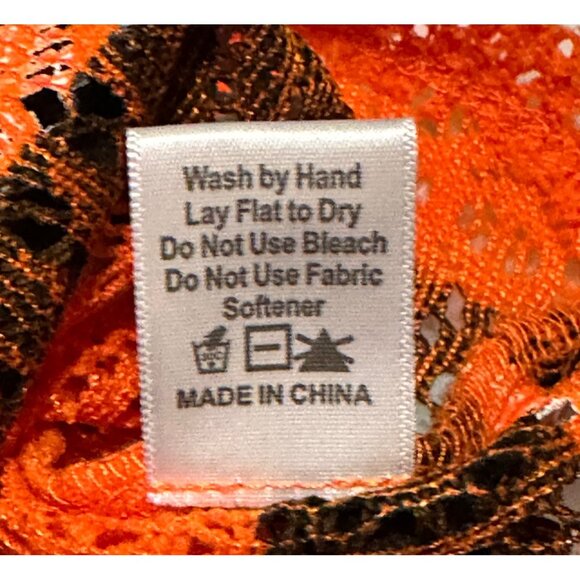 Wash by Hand
Lay Flat to Dry
Do Not Use Bleach
Do Not Use Fabric
Softener
30C
MADE IN CHINA